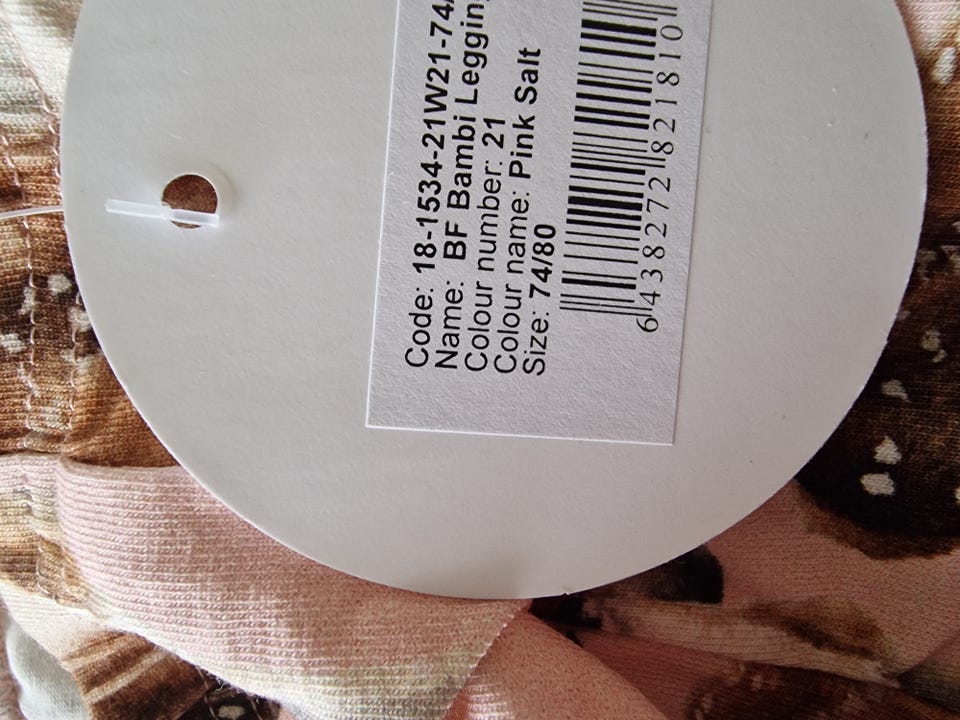 Code: 18-1534-21W21-74
Name: BF Bambi Legging
Colour number: 21
Colour name: Pink Salt
Size: 74/80
6438272821810